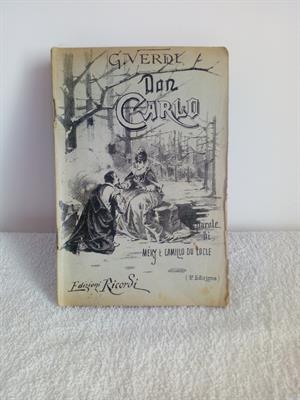 G. VERDI
Don
CARLO
Parole
di
MÉRY E CAMILLO DU LOCLE
Edizioni Ricordi